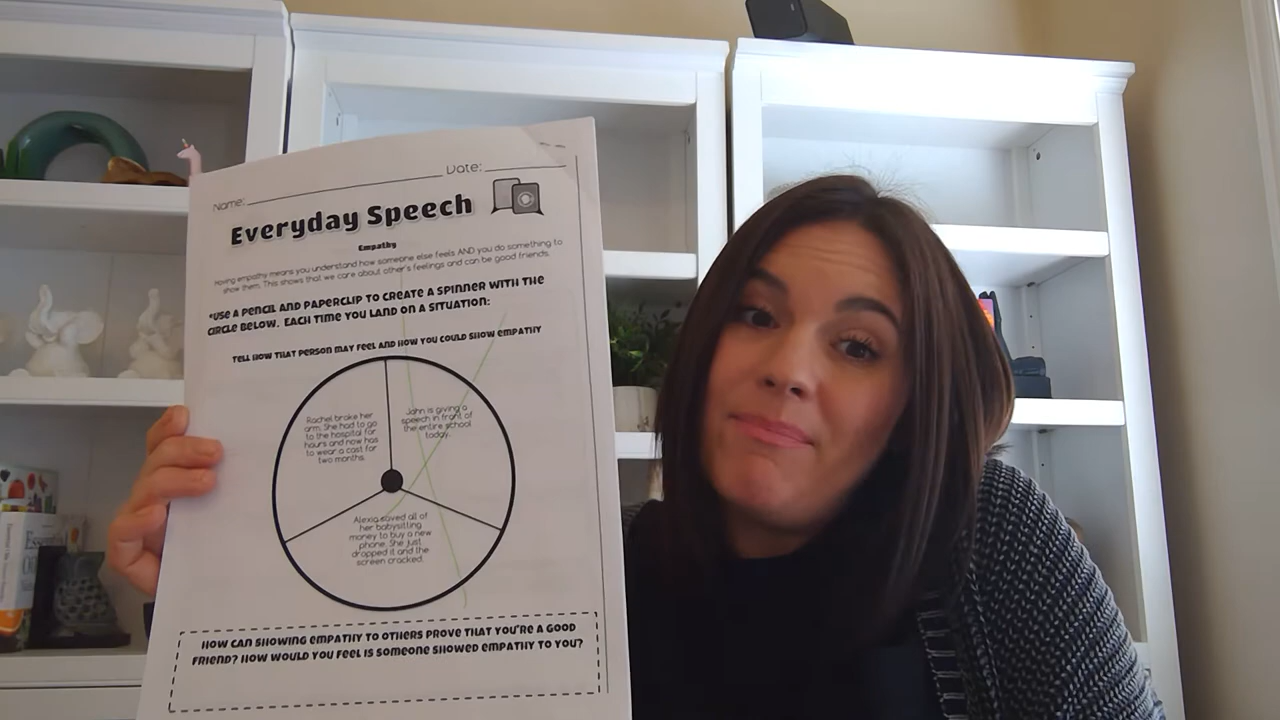 Name: Date:
Everyday Speech
Empathy
Having empathy means you understand how someone else feels AND you do something to
show them. This shows that we care about other's feelings and can be good friends.
*USE A PENCIL AND PAPERCLIP TO CREATE A SPINNER WITH THE
CIRCLE BELOW. EACH TIME YOU LAND ON A SITUATION:
TELL HOW THAT PERSON MAY FEEL AND HOW YOU COULD SHOW EMPATHY
Rachel broke her
arm. She had to go
to the hospital for
hours and now has
to wear a cast for
two months.
John is giving a
speech in front of
the entire school
today.
Alexia saved all of
her babysitting
money to buy a new
phone. She just
dropped it and the
screen cracked.
HOW CAN SHOWING EMPATHY TO OTHERS PROVE THAT YOU'RE A GOOD
FRIEND? HOW WOULD YOU FEEL IS SOMEONE SHOWED EMPATHY TO YOU?